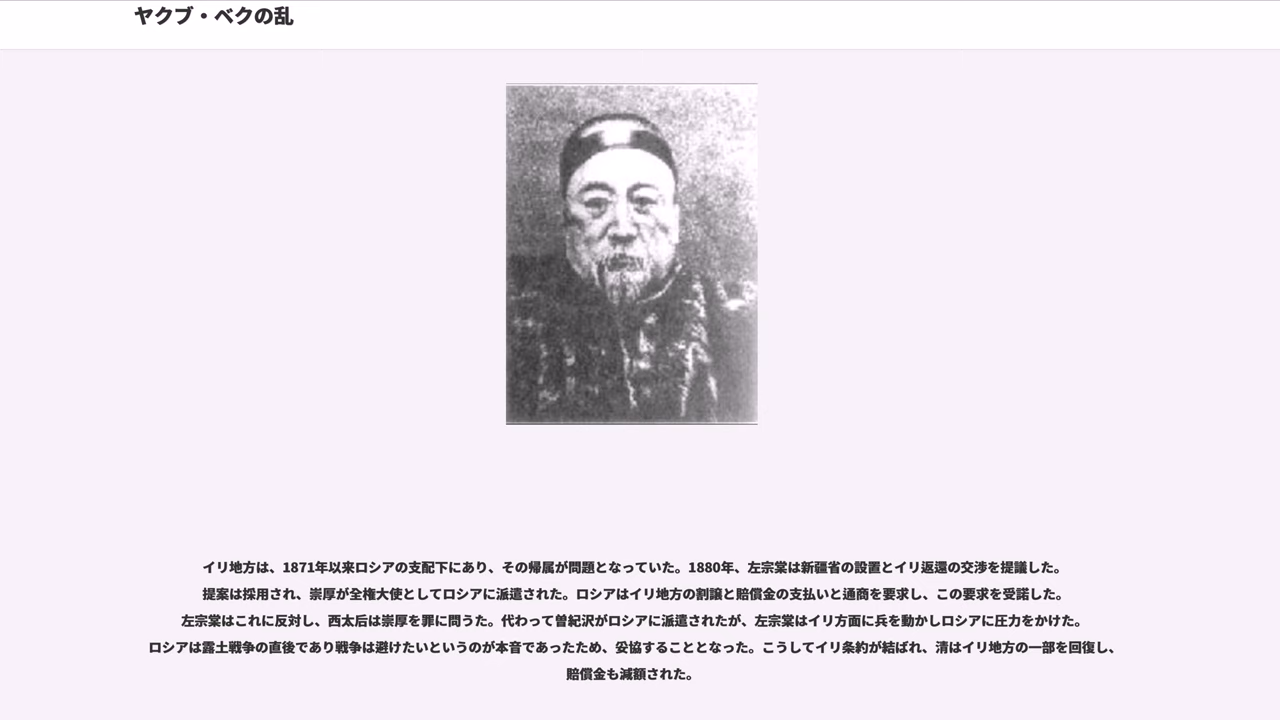 ヤクブ・ベクの乱
イリ地方は、1871年以来ロシアの支配下にあり、その帰属が問題となっていた。1880年、左宗棠は新疆省の設置とイリ返還の交渉を提議した。
提案は採用され、崇厚が全権大使としてロシアに派遣された。ロシアはイリ地方の割譲と賠償金の支払いと通商を要求し、この要求を受諾した。
左宗棠はこれに反対し、西太后は崇厚を罪に問うた。代わって曽紀沢がロシアに派遣されたが、左宗棠はイリ方面に兵を動かしロシアに圧力をかけた。
ロシアは露土戦争の直後であり戦争は避けたいというのが本音であったため、妥協することとなった。こうしてイリ条約が結ばれ、清はイリ地方の一部を回復し、
賠償金も減額された。